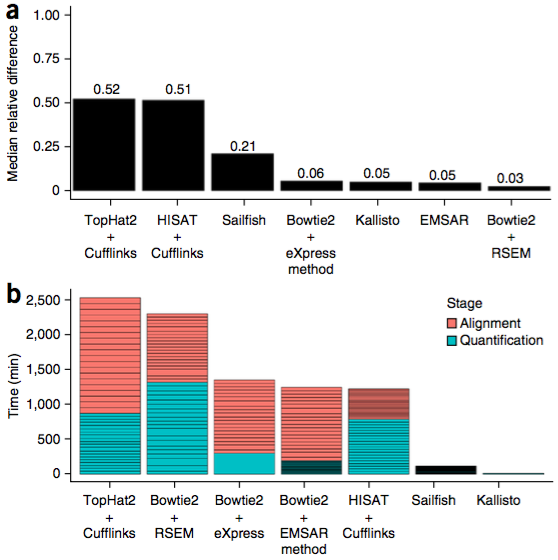 a
Median relative difference
1.00
0.75
0.50
0.25
0
0.52
0.51
0.21
0.06
0.05
0.05
0.03
TopHat2
+
Cufflinks
HISAT
+
Cufflinks
Sailfish
Bowtie2
+
eXpress
method
Kallisto
EMSAR
Bowtie2
+
RSEM
b
Time (min)
2,500
2,000
1,500
1,000
500
0
Stage
Alignment
Quantification
TopHat2
+
Cufflinks
Bowtie2
+
RSEM
Bowtie2
+
eXpress
Bowtie2
+
EMSAR
method
HISAT
+
Cufflinks
Sailfish
Kallisto